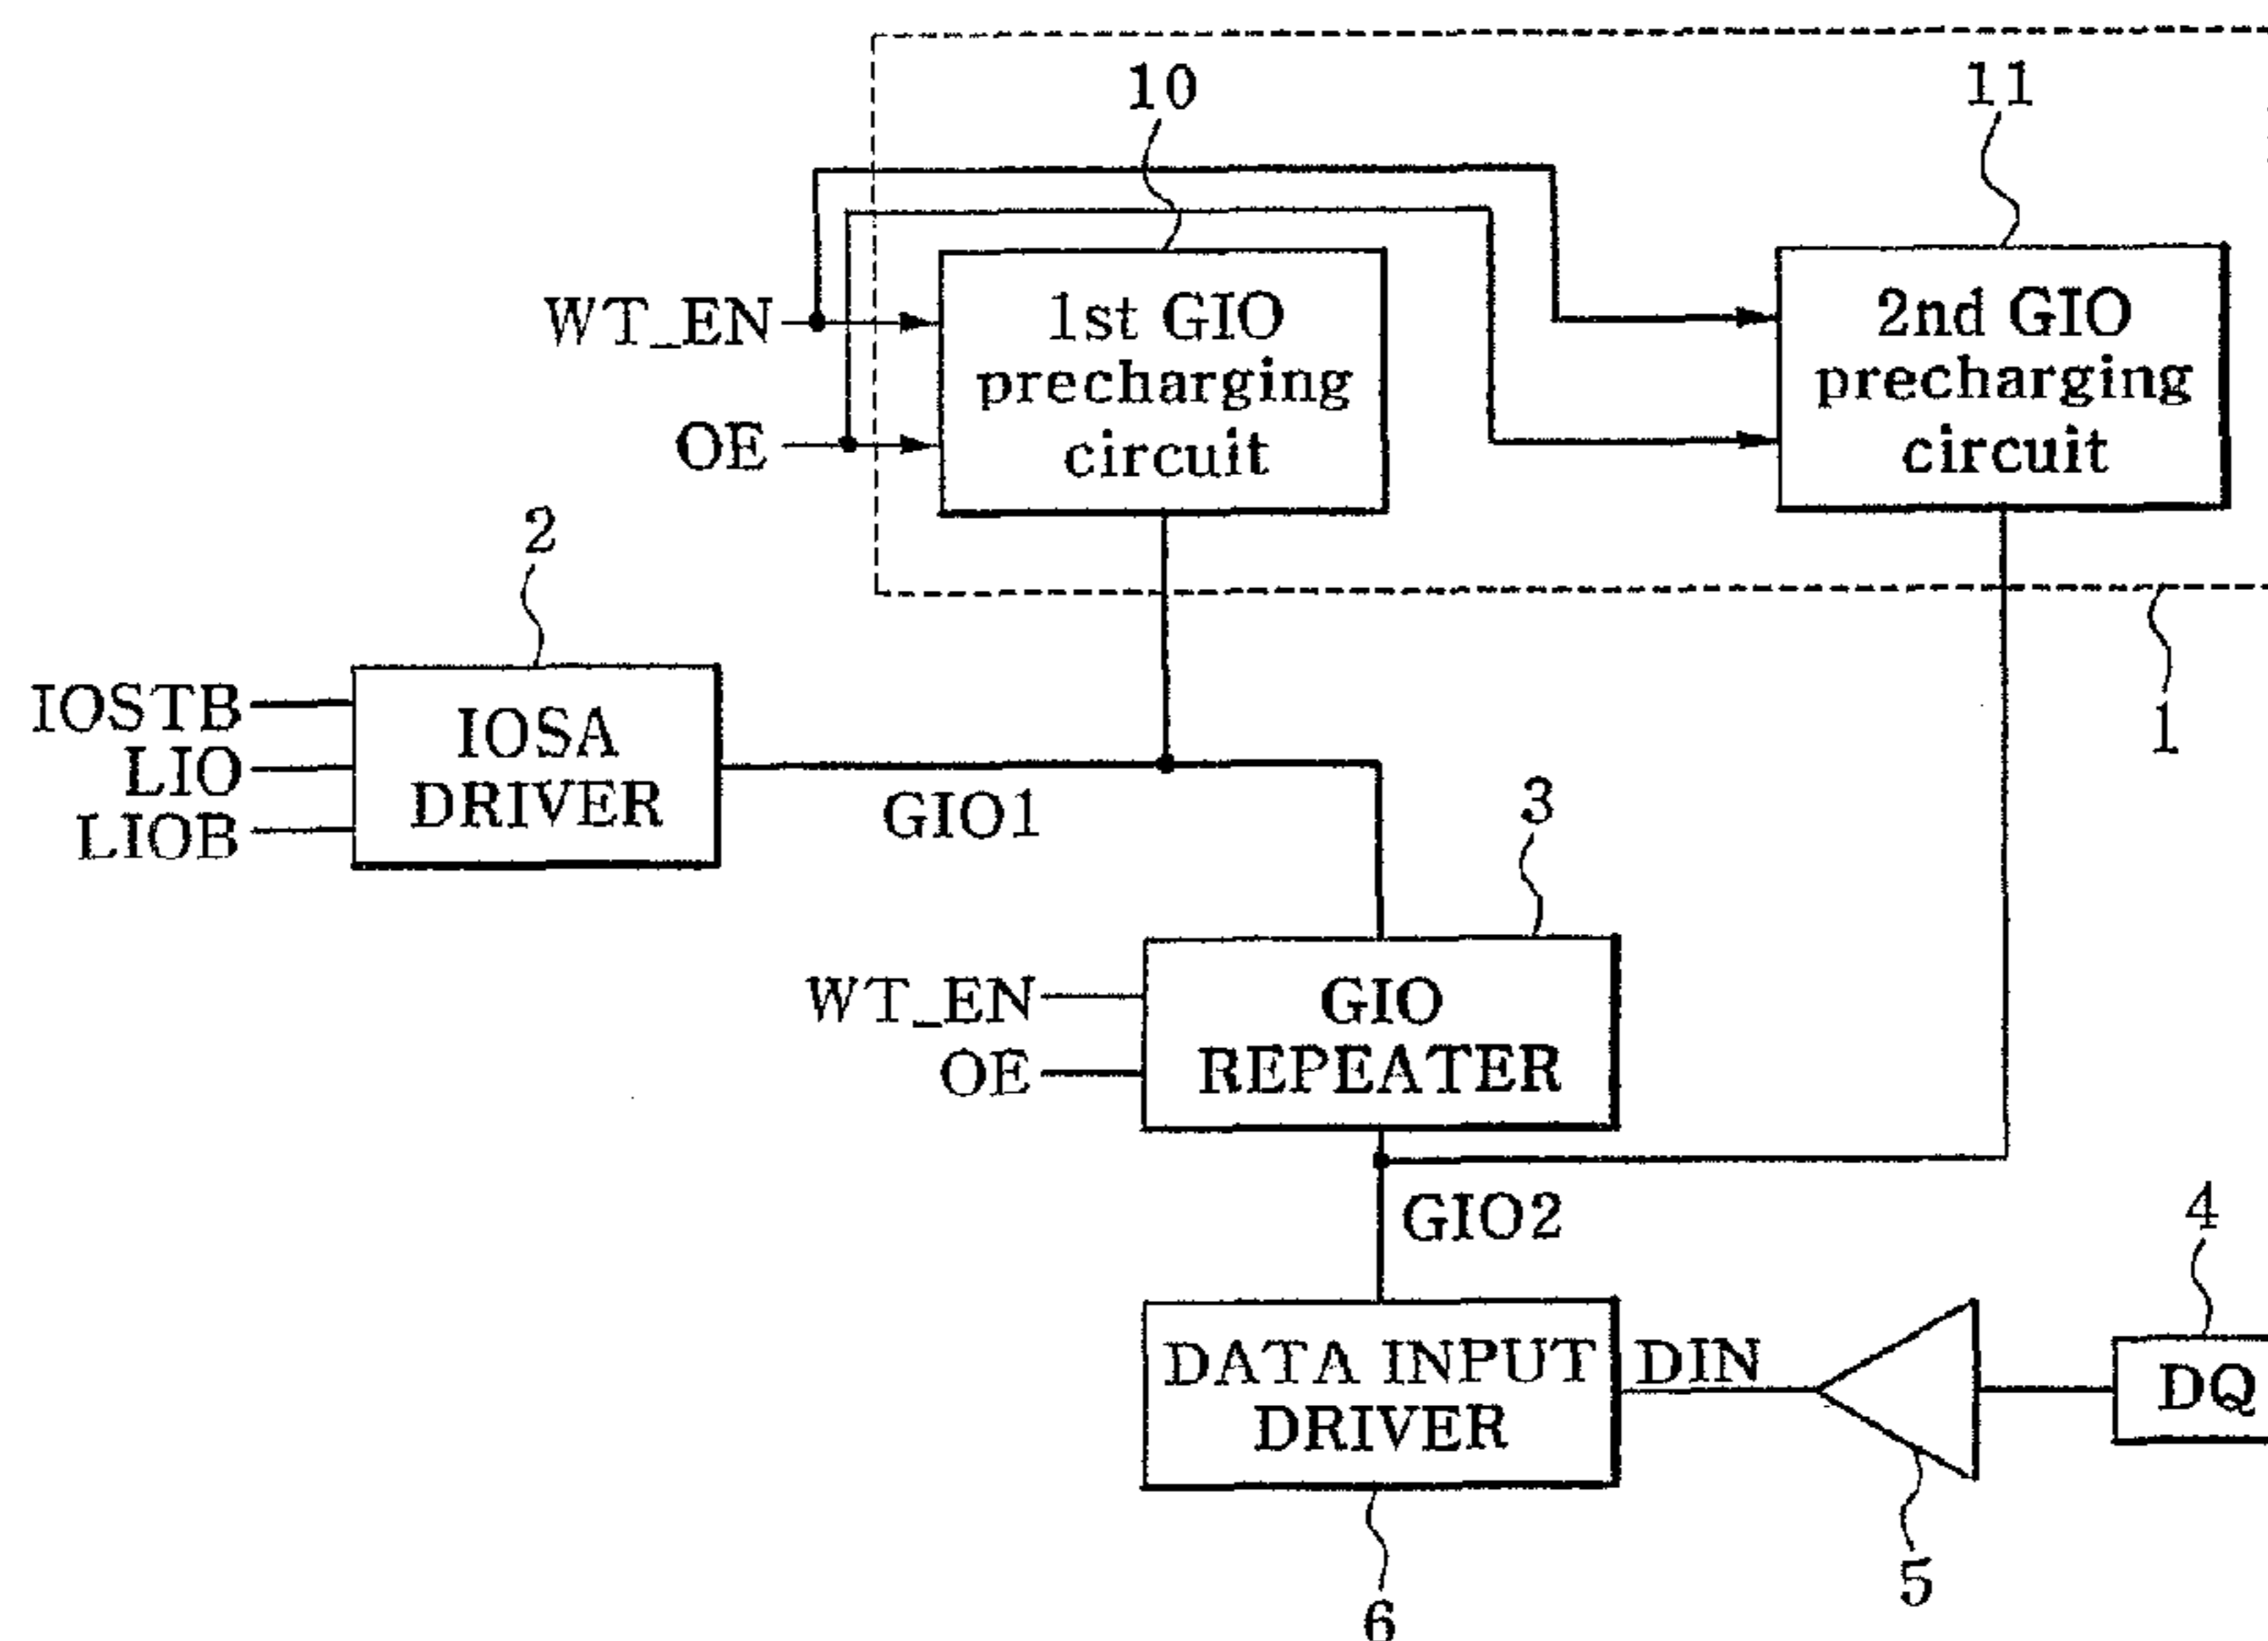 10
11
WT_EN
1st GIO
precharging
circuit
2nd GIO
precharging
circuit
OE
2
1
IOSTB
LIO
LIOB
IOSA
DRIVER
GIO1
3
WT_EN
OE
GIO
REPEATER
GIO2
4
DATA INPUT
DRIVER
DIN
DQ
5
6